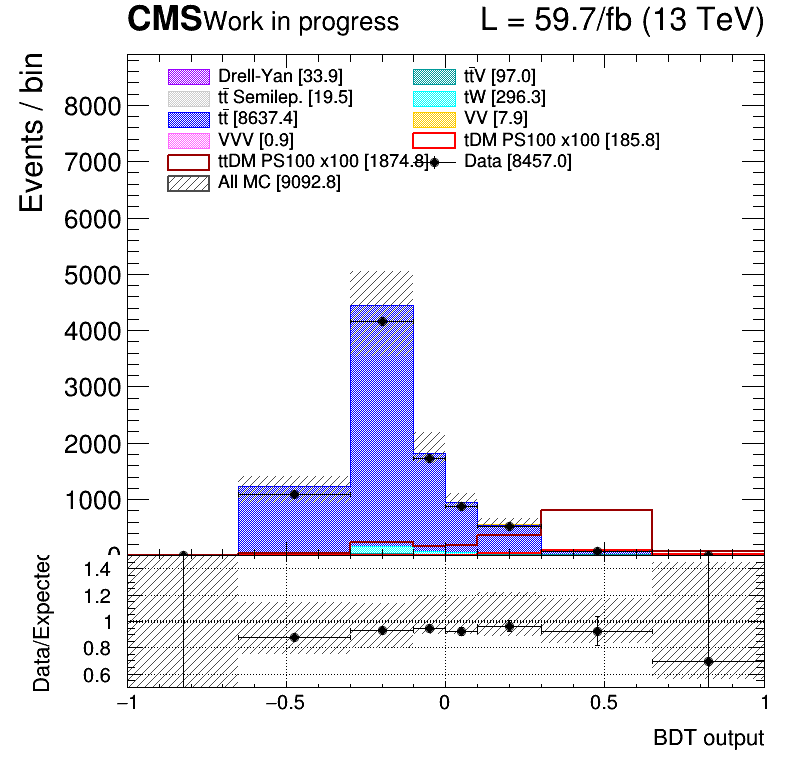 CMS Work in progress L = 59.7/fb (13 TeV)
Events / bin
Drell-Yan [33.9] tt̄V [97.0]
tt̄ Semilep. [19.5] tW [296.3]
tt̄ [8637.4] VV [7.9]
VVV [0.9] tDM PS100 x100 [185.8]
ttDM PS100 x100 [1874.8] Data [8457.0]
All MC [9092.8]
8000
7000
6000
5000
4000
3000
2000
1000
0
Data/Expected
1.4
1.2
1
0.8
0.6
−1 −0.5 0 0.5 1
BDT output